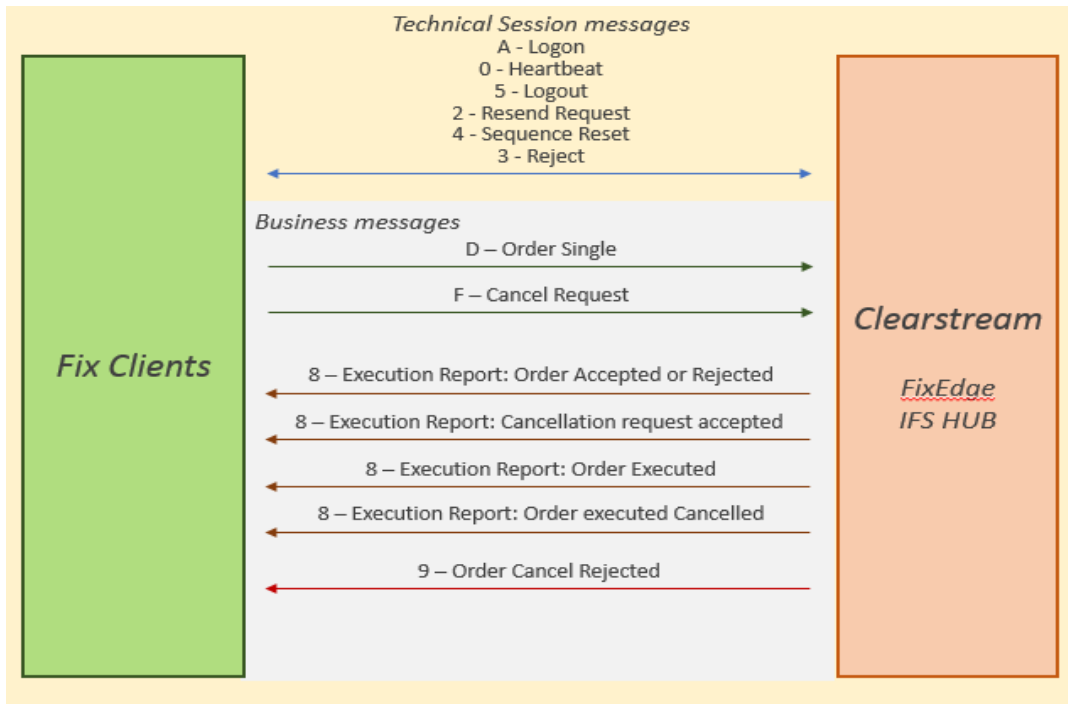 Technical Session messages
A - Logon
0 - Heartbeat
5 - Logout
2 - Resend Request
4 - Sequence Reset
3 - Reject
Business messages
D – Order Single
F – Cancel Request
8 – Execution Report: Order Accepted or Rejected
8 – Execution Report: Cancellation request accepted
8 – Execution Report: Order Executed
8 – Execution Report: Order executed Cancelled
9 – Order Cancel Rejected
Fix Clients
Clearstream
FixEdge
IFS HUB